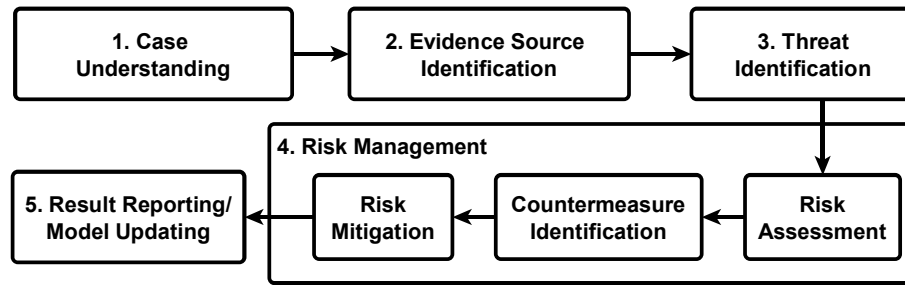 1. Case
Understanding
2. Evidence Source
Identification
3. Threat
Identification
4. Risk Management
Risk
Assessment
Countermeasure
Identification
Risk
Mitigation
5. Result Reporting/
Model Updating